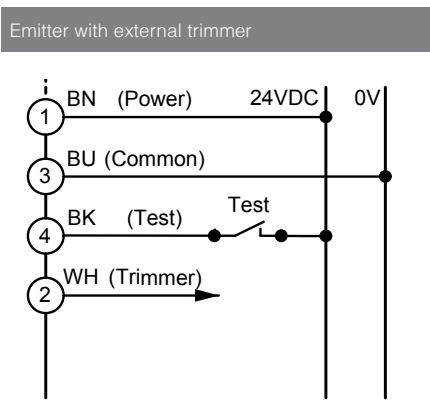 Emitter with external trimmer
BN (Power) 24VDC 0V
1
BU (Common)
3
Test
BK (Test)
4
WH (Trimmer)
2